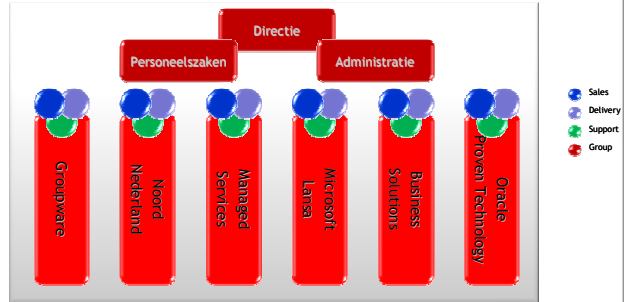 Directie
Personeelszaken
Administratie
Sales
Delivery
Support
Group
Groupware
Noord
Nederland
Managed
Services
Microsoft
Lansa
Business
Solutions
Oracle
Proven Technology